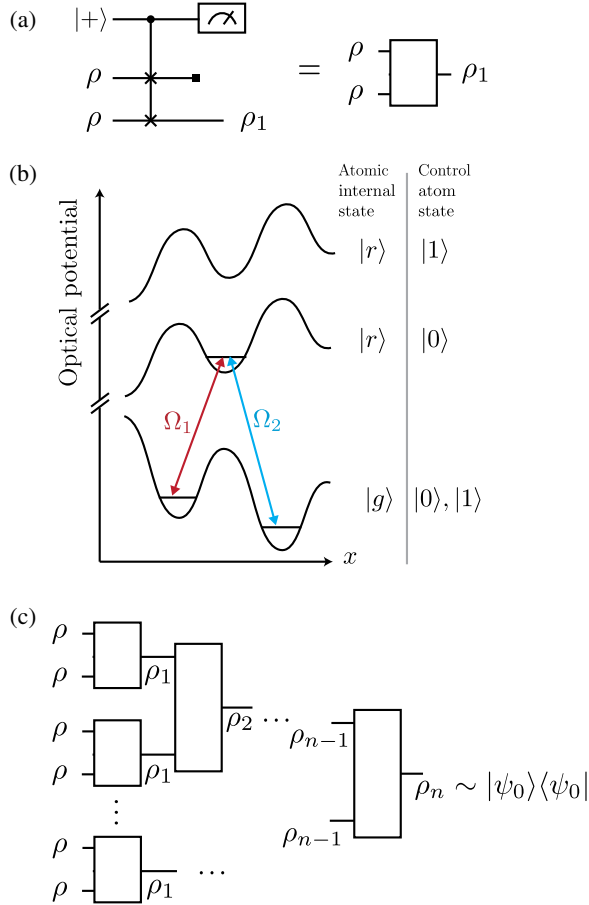 (a)
|+⟩
ρ
ρ
ρ₁
=
ρ
ρ
ρ₁
(b)
Optical potential
Atomic internal state
Control atom state
|r⟩ |1⟩
|r⟩ |0⟩
Ω₁ Ω₂
|g⟩ |0⟩, |1⟩
x
(c)
ρ
ρ
ρ₁
ρ₂ ⋯
ρ
ρ
ρ₁
⋮
ρ
ρ
ρ₁ ⋯
ρₙ₋₁
ρₙ₋₁
ρₙ ∼ |ψ₀⟩⟨ψ₀|